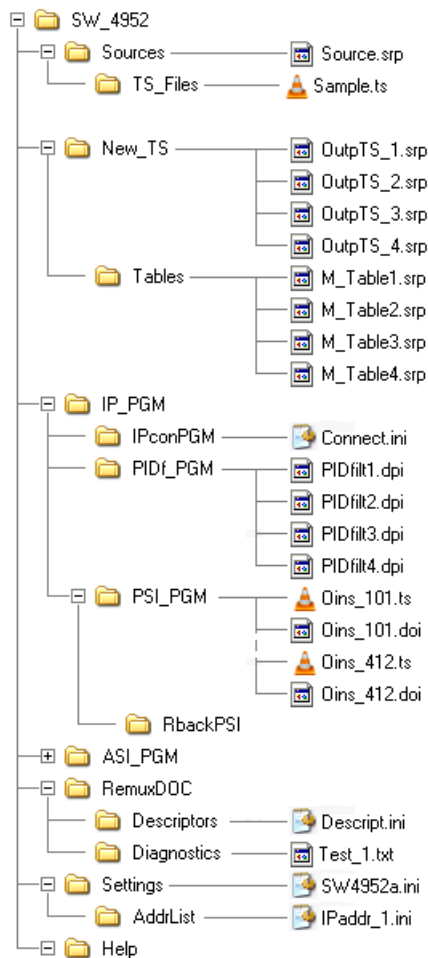 SW_4952
Sources Source.srp
TS_Files Sample.ts
New_TS OutpTS_1.srp
OutpTS_2.srp
OutpTS_3.srp
OutpTS_4.srp
Tables M_Table1.srp
M_Table2.srp
M_Table3.srp
M_Table4.srp
IP_PGM
IPconPGM Connect.ini
PIDf_PGM PIDfilt1.dpi
PIDfilt2.dpi
PIDfilt3.dpi
PIDfilt4.dpi
PSI_PGM Oins_101.ts
Oins_101.doi
Oins_412.ts
Oins_412.doi
RbackPSI
ASI_PGM
RemuxDOC
Descriptors Descript.ini
Diagnostics Test_1.txt
Settings SW4952a.ini
AddrList IPaddr_1.ini
Help